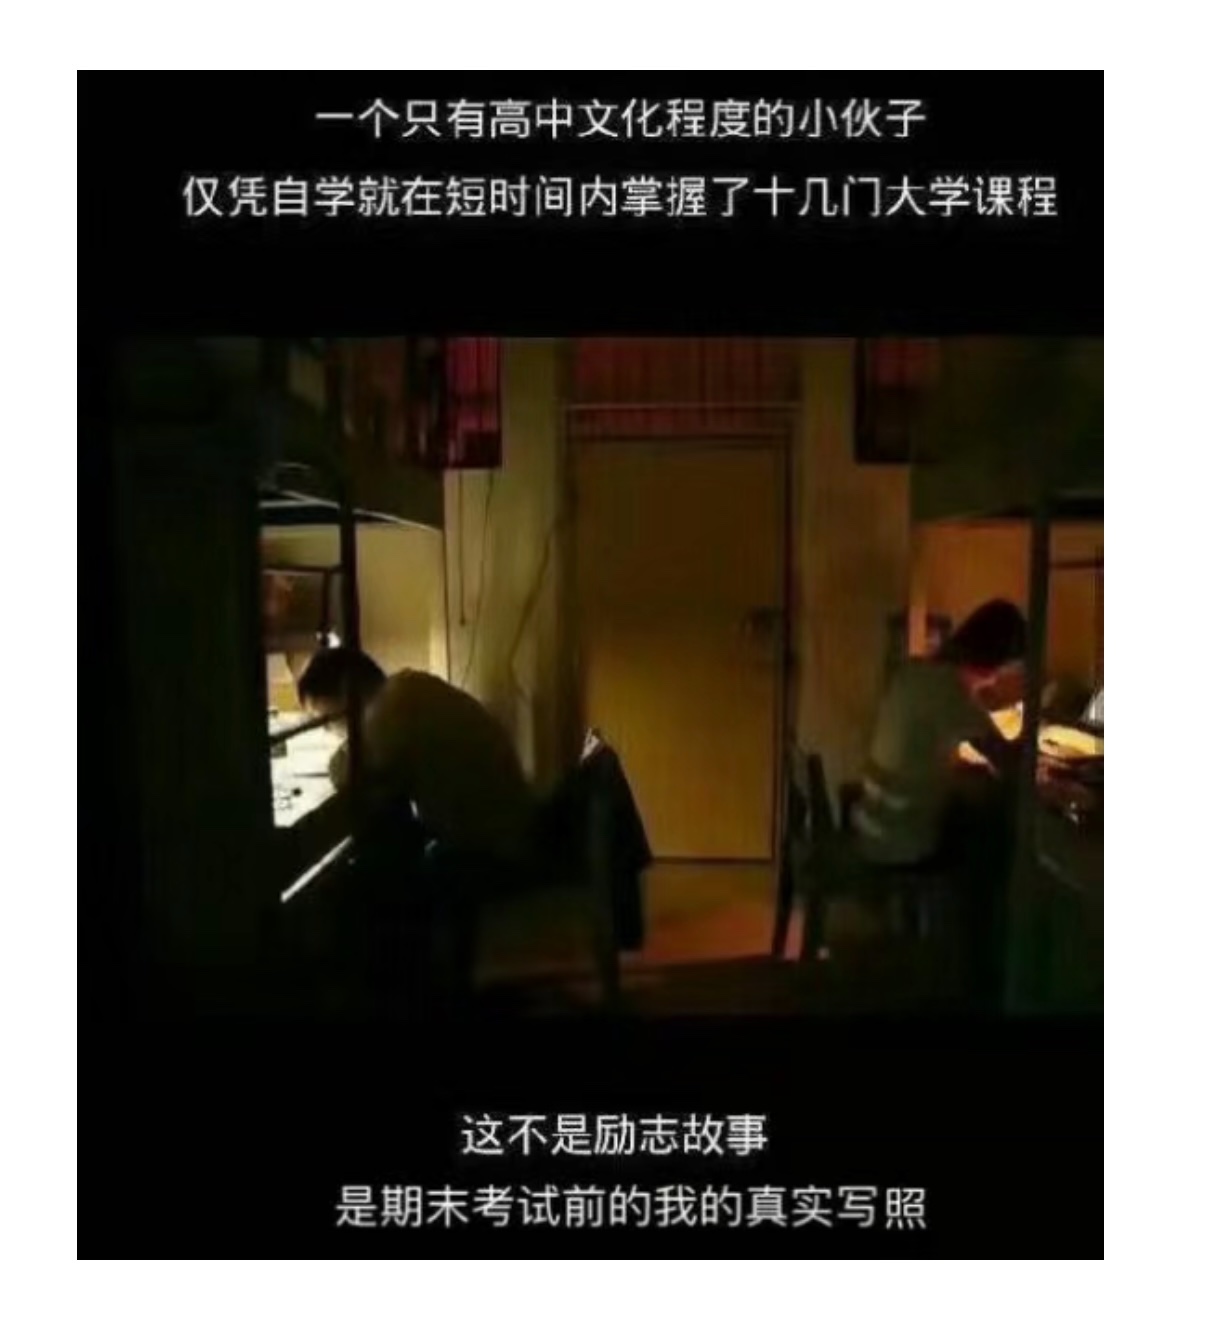 一个只有高中文化程度的小伙子
仅凭自学就在短时间内掌握了十几门大学课程
这不是励志故事
是期末考试前的我的真实写照